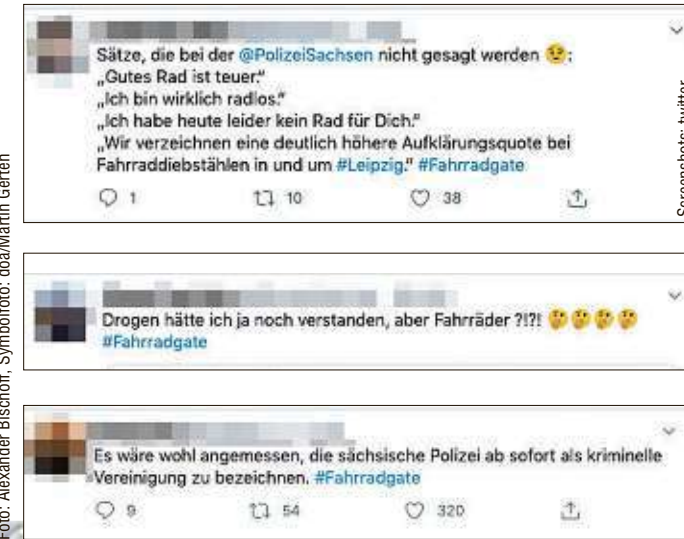 Sätze, die bei der @PolizeiSachsen nicht gesagt werden 😉:
„Gutes Rad ist teuer."
„Ich bin wirklich radlos."
„Ich habe heute leider kein Rad für Dich."
„Wir verzeichnen eine deutlich höhere Aufklärungsquote bei
Fahrraddiebstählen in und um #Leipzig." #Fahrradgate
1 10 38
Drogen hätte ich ja noch verstanden, aber Fahrräder ?!?! 🤔🤔🤔🤔
#Fahrradgate
Es wäre wohl angemessen, die sächsische Polizei ab sofort als kriminelle
Vereinigung zu bezeichnen. #Fahrradgate
9 54 320
Foto: Alexander Bischoff, Symbolfoto: dpa/Martin Gerten
Screenshots: twitter